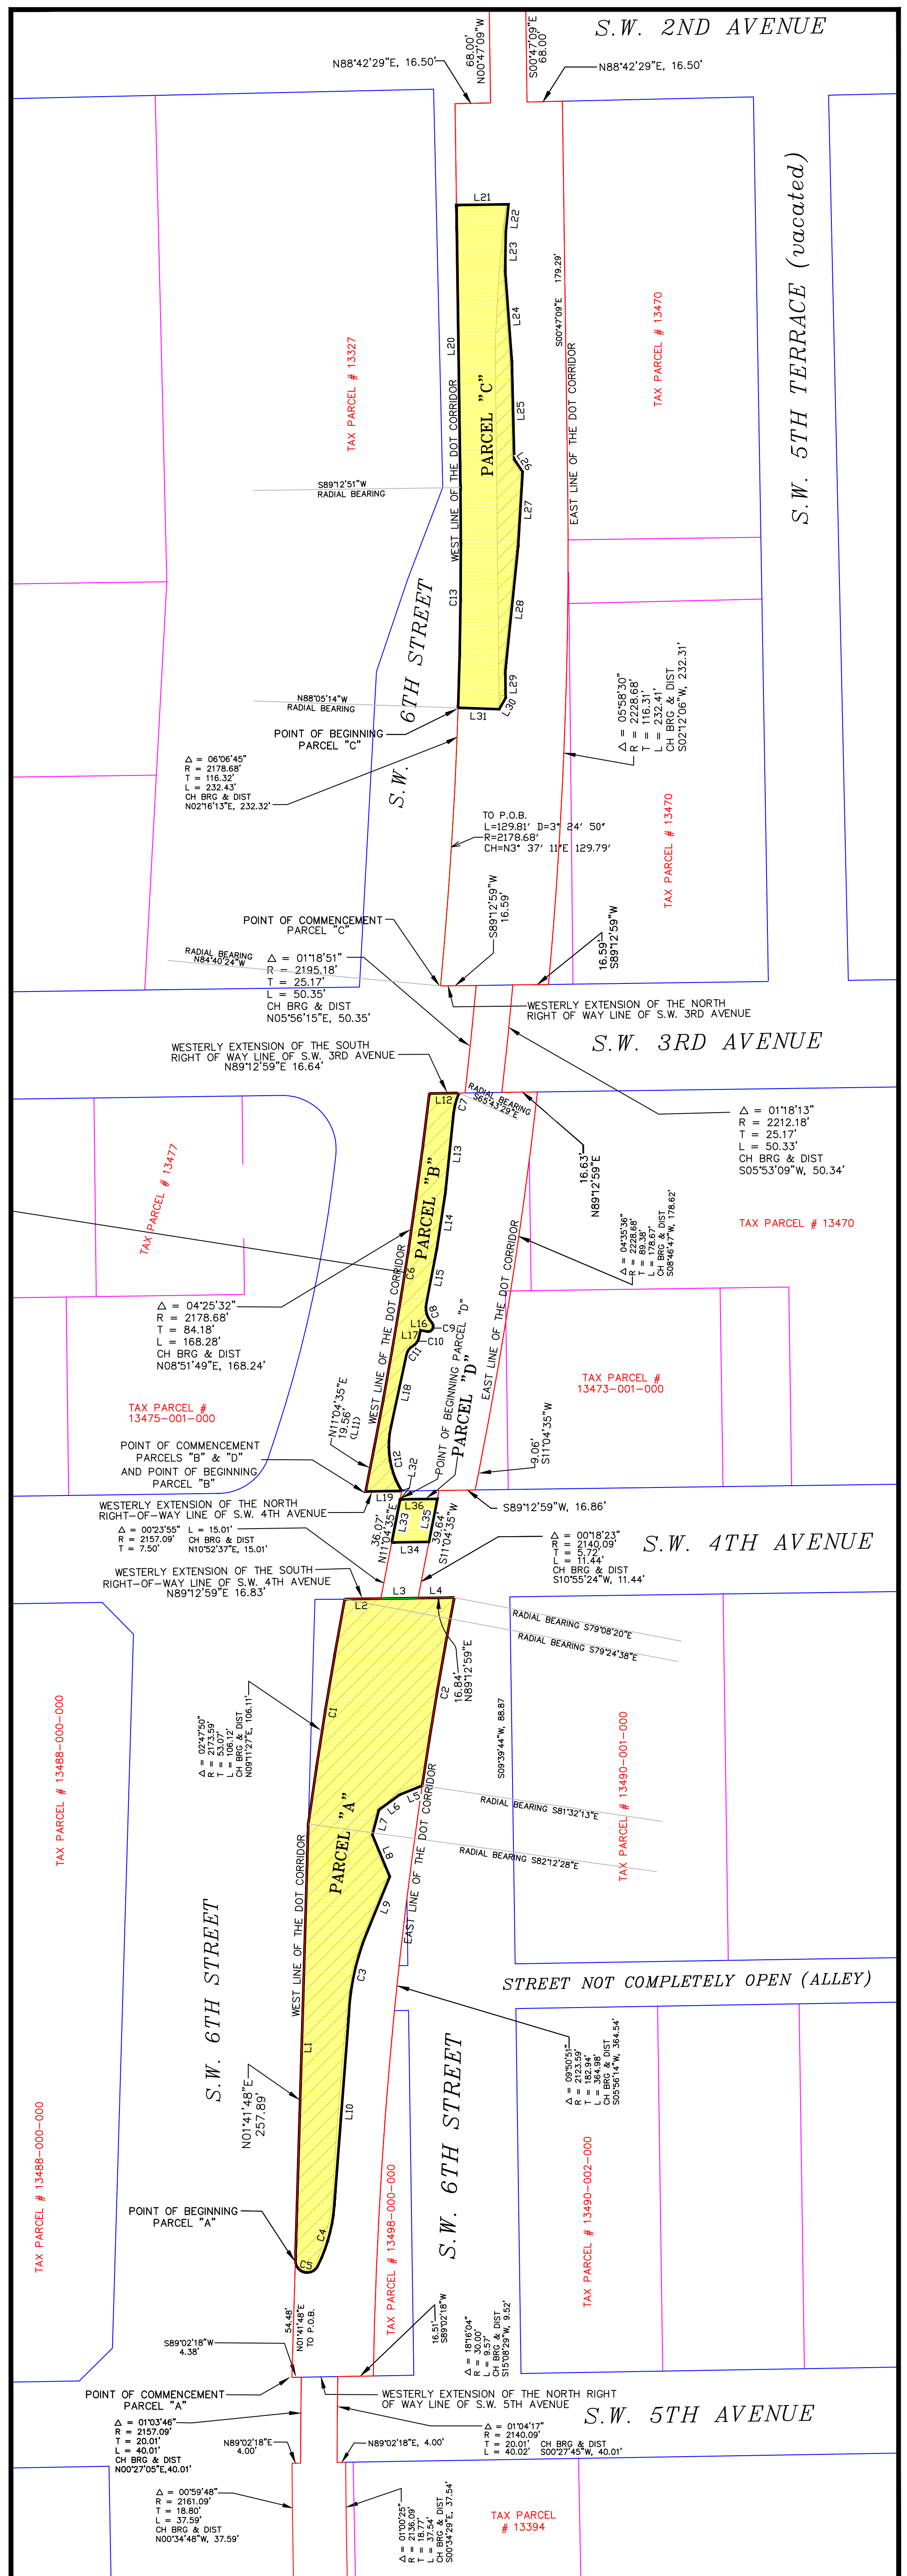 S.W. 2ND AVENUE
68.00'
N00°47'09"W
S00°47'09"E
68.00'
N88°42'29"E, 16.50'
N88°42'29"E, 16.50'
S.W. 5TH TERRACE (vacated)
L21
L22
L23
L24
L20
L25
L26
L27
C13
L28
L29
L30
L31
S00°47'09"E 179.29'
TAX PARCEL # 13470
TAX PARCEL # 13327
PARCEL "C"
WEST LINE OF THE DOT CORRIDOR
EAST LINE OF THE DOT CORRIDOR
S89°12'51"W
RADIAL BEARING
S.W. 6TH STREET
N88°05'14"W
RADIAL BEARING
POINT OF BEGINNING
PARCEL "C"
Δ = 05°58'30"
R = 2228.68'
T = 116.31'
L = 232.41'
CH BRG & DIST
S02°12'06"W, 232.31'
Δ = 06°06'45"
R = 2178.68'
T = 116.32'
L = 232.43'
CH BRG & DIST
N02°16'13"E, 232.32'
TO P.O.B.
L=129.81' D=3° 24' 50"
R=2178.68'
CH=N3° 37' 11"E 129.79'
TAX PARCEL # 13470
POINT OF COMMENCEMENT
PARCEL "C"
S89°12'59"W
16.59'
16.59'
S89°12'59"W
RADIAL BEARING
N84°40'24"W
Δ = 01°18'51"
R = 2195.18'
T = 25.17'
L = 50.35'
CH BRG & DIST
N05°56'15"E, 50.35'
WESTERLY EXTENSION OF THE NORTH
RIGHT OF WAY LINE OF S.W. 3RD AVENUE
S.W. 3RD AVENUE
WESTERLY EXTENSION OF THE SOUTH
RIGHT OF WAY LINE OF S.W. 3RD AVENUE
N89°12'59"E 16.64'
RADIAL BEARING
S65°43'29"E
L12
C7
L13
L14
L15
C6
C8
L16
C9
L17
C10
C11
L18
C12
L19
L32
PARCEL "B"
Δ = 01°18'13"
R = 2212.18'
T = 25.17'
L = 50.33'
CH BRG & DIST
S05°53'09"W, 50.34'
16.63'
N89°12'59"E
TAX PARCEL # 13477
TAX PARCEL # 13470
Δ = 04°35'36"
R = 2228.68'
T = 89.38'
L = 178.67'
CH BRG & DIST
S08°46'47"W, 178.62'
WEST LINE OF THE DOT CORRIDOR
EAST LINE OF THE DOT CORRIDOR
Δ = 04°25'32"
R = 2178.68'
T = 84.18'
L = 168.28'
CH BRG & DIST
N08°51'49"E, 168.24'
POINT OF BEGINNING PARCEL "D"
PARCEL "D"
TAX PARCEL #
13473-001-000
TAX PARCEL #
13475-001-000
N11°04'35"E
19.56'
(L11)
9.06'
S11°04'35"W
POINT OF COMMENCEMENT
PARCELS "B" & "D"
AND POINT OF BEGINNING
PARCEL "B"
WESTERLY EXTENSION OF THE NORTH
RIGHT-OF-WAY LINE OF S.W. 4TH AVENUE
S89°12'59"W, 16.86'
L36
L33
L35
L34
36.07'
N11°04'35"E
39.64'
S11°04'35"W
Δ = 00°23'55" L = 15.01'
R = 2157.09' CH BRG & DIST
T = 7.50' N10°52'37"E, 15.01'
Δ = 00°18'23"
R = 2140.09'
T = 5.72'
L = 11.44'
CH BRG & DIST
S10°55'24"W, 11.44'
S.W. 4TH AVENUE
WESTERLY EXTENSION OF THE SOUTH
RIGHT-OF-WAY LINE OF S.W. 4TH AVENUE
N89°12'59"E 16.83'
L2
L3
L4
RADIAL BEARING S79°08'20"E
RADIAL BEARING S79°24'38"E
16.84'
N89°12'59"E
C1
C2
Δ = 02°47'50"
R = 2173.59'
T = 53.07'
L = 106.12'
CH BRG & DIST
N09°11'27"E, 106.11'
S09°39'44"W, 88.87
TAX PARCEL # 13488-000-000
TAX PARCEL # 13490-001-000
PARCEL "A"
L5
L6
L7
L8
L9
RADIAL BEARING S81°32'13"E
RADIAL BEARING S82°12'28"E
WEST LINE OF THE DOT CORRIDOR
EAST LINE OF THE DOT CORRIDOR
C3
S.W. 6TH STREET
STREET NOT COMPLETELY OPEN (ALLEY)
L1
L10
N01°41'48"E
257.89'
S.W. 6TH STREET
Δ = 09°50'51"
R = 2123.59'
T = 182.94'
L = 364.98'
CH BRG & DIST
S05°56'14"W, 364.54'
TAX PARCEL # 13488-000-000
TAX PARCEL # 13498-000-000
TAX PARCEL # 13490-002-000
POINT OF BEGINNING
PARCEL "A"
C4
C5
54.48'
N01°41'48"E
TO P.O.B.
16.51'
S89°02'18"W
Δ = 18°16'04"
R = 30.00'
L = 9.57'
CH BRG & DIST
S15°08'29"W, 9.52'
S89°02'18"W
4.38'
POINT OF COMMENCEMENT
PARCEL "A"
WESTERLY EXTENSION OF THE NORTH RIGHT
OF WAY LINE OF S.W. 5TH AVENUE
S.W. 5TH AVENUE
Δ = 01°03'46"
R = 2157.09'
T = 20.01'
L = 40.01'
CH BRG & DIST
N00°27'05"E,40.01'
N89°02'18"E
4.00'
N89°02'18"E, 4.00'
Δ = 01°04'17"
R = 2140.09'
T = 20.01' CH BRG & DIST
L = 40.02' S00°27'45"W, 40.01'
Δ = 00°59'48"
R = 2161.09'
T = 18.80'
L = 37.59'
CH BRG & DIST
N00°34'48"W, 37.59'
Δ = 01°00'25"
R = 2136.09'
T = 18.77'
L = 37.54'
CH BRG & DIST
S00°34'29"E, 37.54'
TAX PARCEL
# 13394